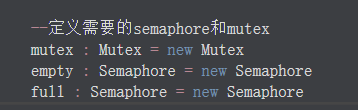 --定义需要的semaphore和mutex
mutex : Mutex = new Mutex
empty : Semaphore = new Semaphore
full : Semaphore = new Semaphore